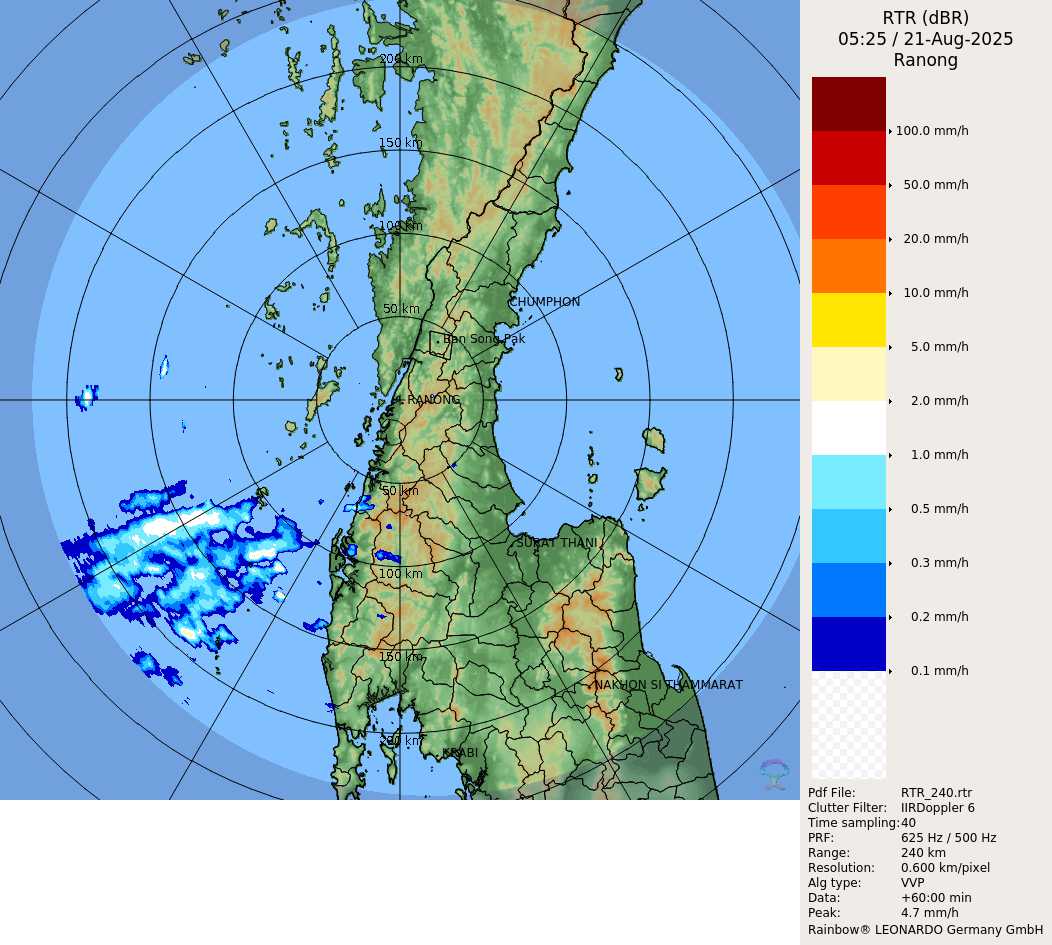 RTR (dBR)
05:25 / 21-Aug-2025
Ranong
200 km
150 km
100 km
50 km
CHUMPHON
Ban Song Pak
RANONG
50 km
SURAT THANI
100 km
150 km
NAKHON SI THAMMARAT
200 km
KRABI
100.0 mm/h
50.0 mm/h
20.0 mm/h
10.0 mm/h
5.0 mm/h
2.0 mm/h
1.0 mm/h
0.5 mm/h
0.3 mm/h
0.2 mm/h
0.1 mm/h
Pdf File: RTR_240.rtr
Clutter Filter: IIRDoppler 6
Time sampling:40
PRF: 625 Hz / 500 Hz
Range: 240 km
Resolution: 0.600 km/pixel
Alg type: VVP
Data: +60:00 min
Peak: 4.7 mm/h
Rainbow® LEONARDO Germany GmbH